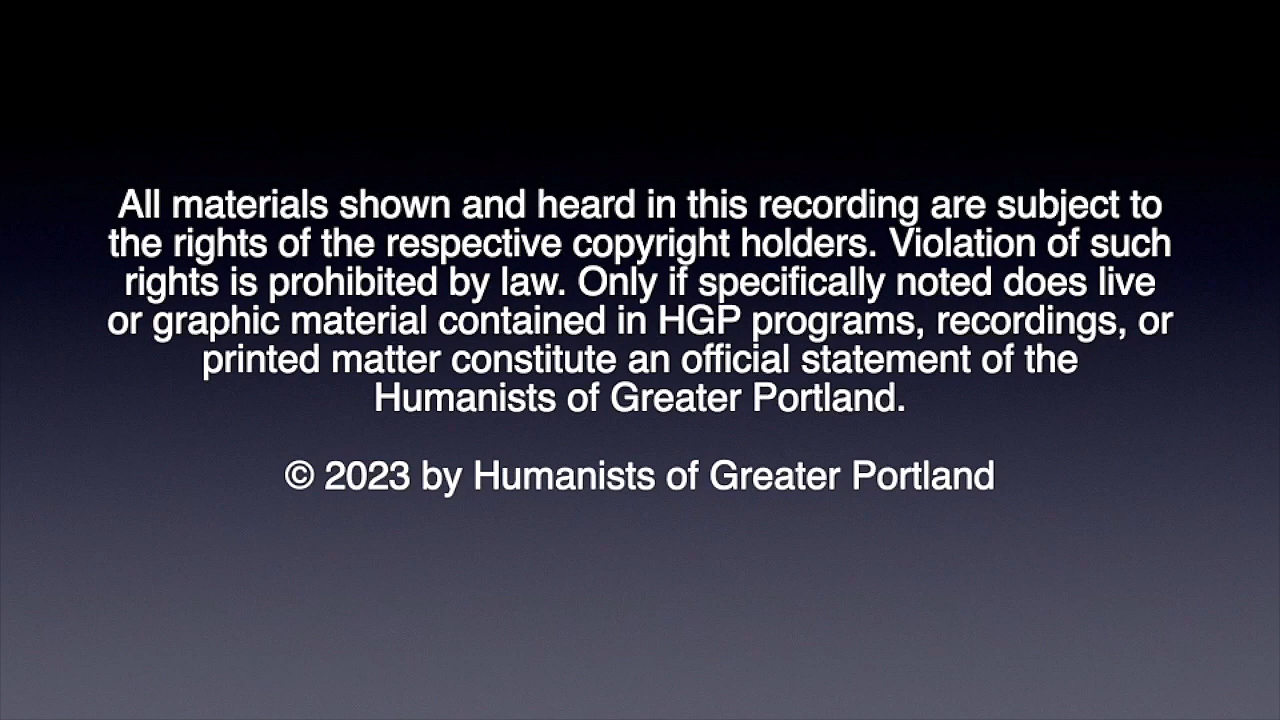 All materials shown and heard in this recording are subject to
the rights of the respective copyright holders. Violation of such
rights is prohibited by law. Only if specifically noted does live
or graphic material contained in HGP programs, recordings, or
printed matter constitute an official statement of the
Humanists of Greater Portland.
© 2023 by Humanists of Greater Portland